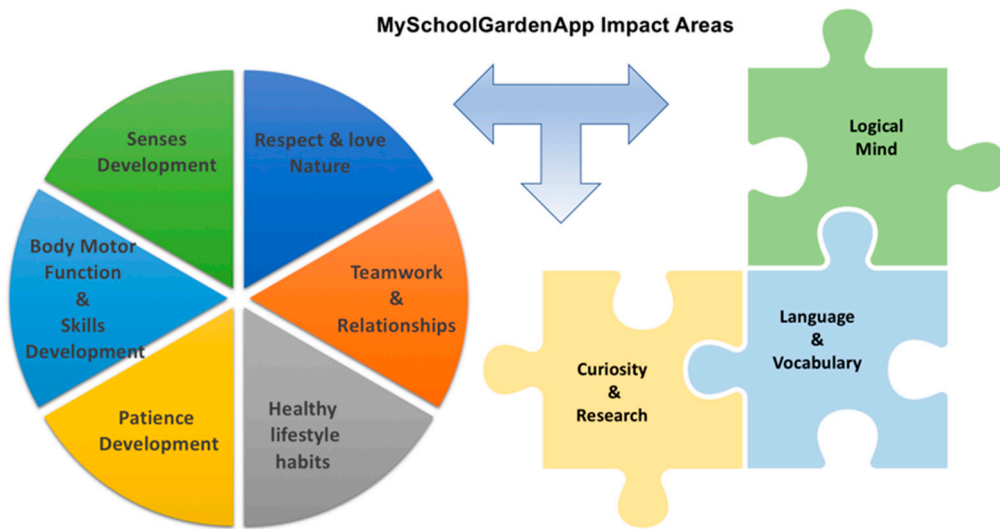 MySchoolGardenApp Impact Areas
Senses
Development
Respect & love
Nature
Body Motor
Function
&
Skills
Development
Teamwork
&
Relationships
Patience
Development
Healthy
lifestyle
habits
Logical
Mind
Curiosity
&
Research
Language
&
Vocabulary